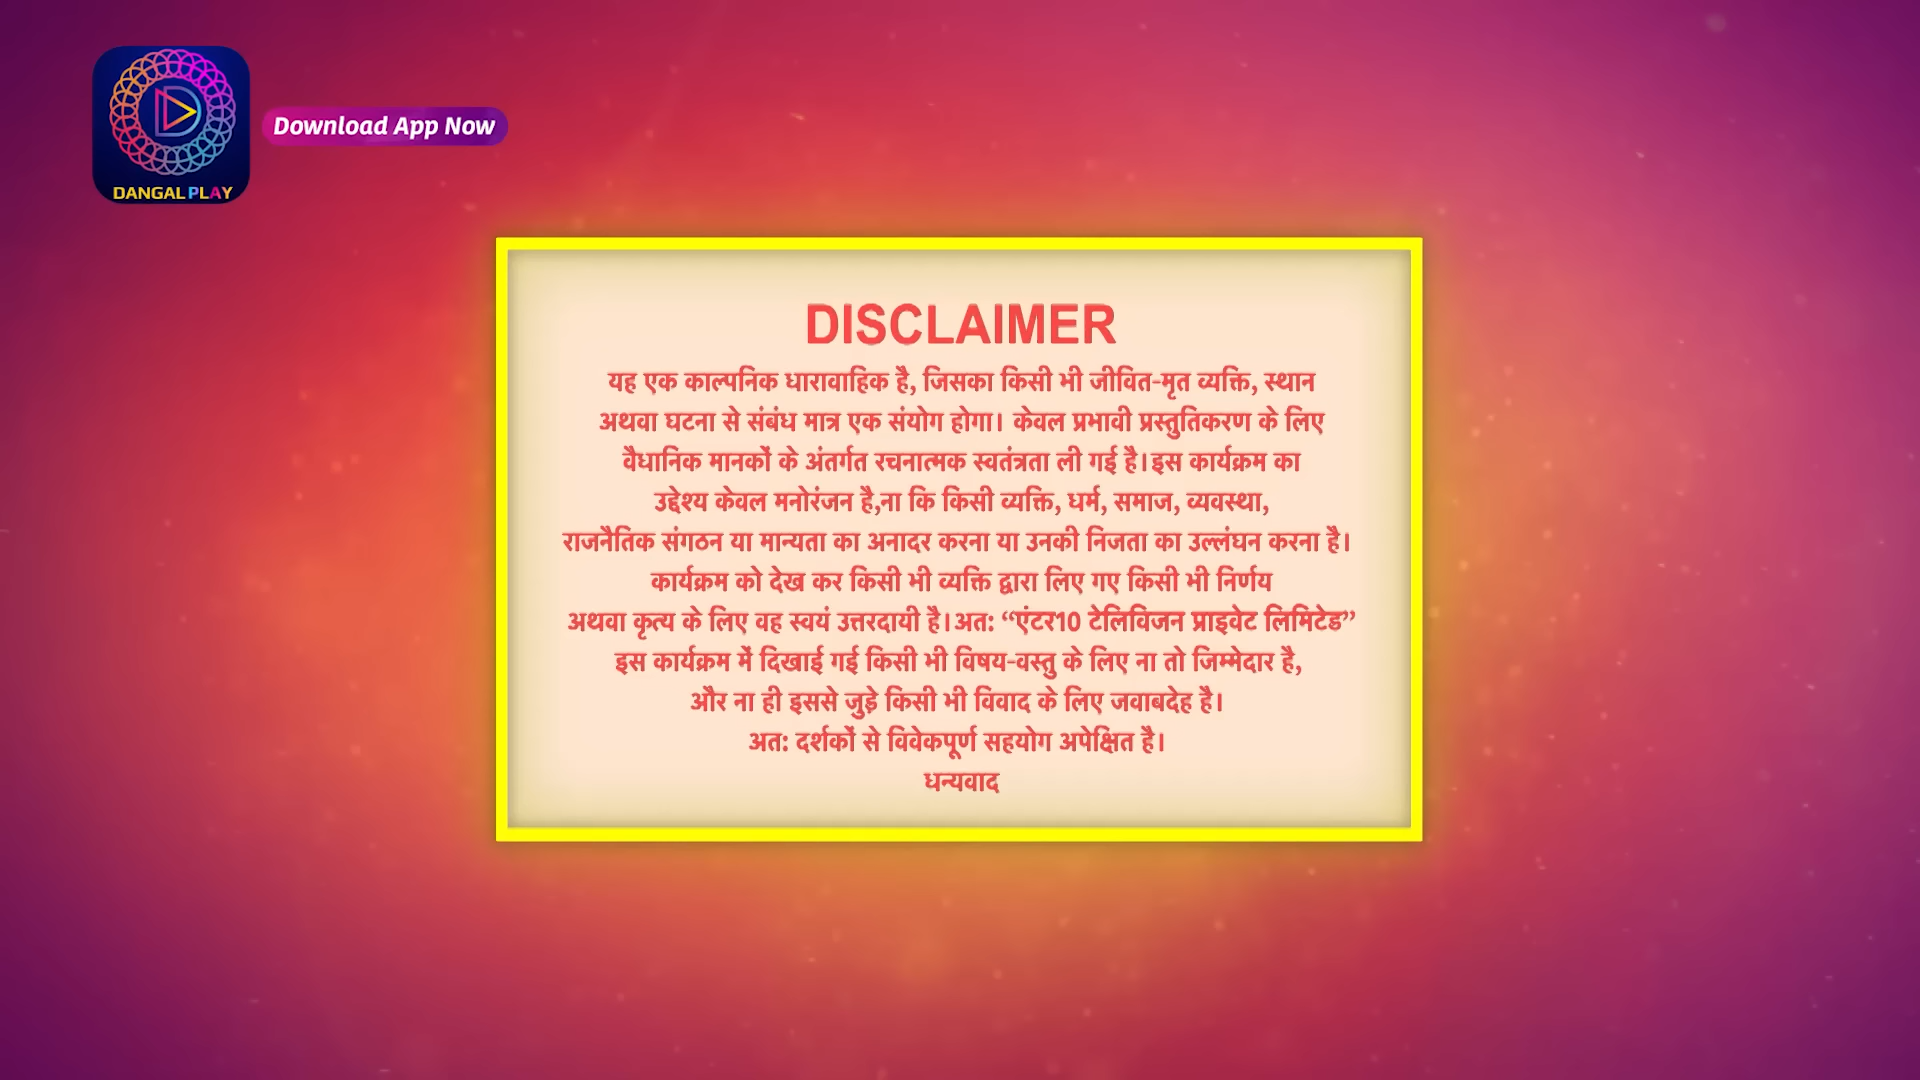 DANGAL PLAY
Download App Now
DISCLAIMER
यह एक काल्पनिक धारावाहिक है, जिसका किसी भी जीवित-मृत व्यक्ति, स्थान
अथवा घटना से संबंध मात्र एक संयोग होगा। केवल प्रभावी प्रस्तुतिकरण के लिए
वैधानिक मानकों के अंतर्गत रचनात्मक स्वतंत्रता ली गई है।इस कार्यक्रम का
उद्देश्य केवल मनोरंजन है,ना कि किसी व्यक्ति, धर्म, समाज, व्यवस्था,
राजनैतिक संगठन या मान्यता का अनादर करना या उनकी निजता का उल्लंघन करना है।
कार्यक्रम को देख कर किसी भी व्यक्ति द्वारा लिए गए किसी भी निर्णय
अथवा कृत्य के लिए वह स्वयं उत्तरदायी है।अत: “एंटर10 टेलिविजन प्राइवेट लिमिटेड”
इस कार्यक्रम में दिखाई गई किसी भी विषय-वस्तु के लिए ना तो जिम्मेदार है,
और ना ही इससे जुड़े किसी भी विवाद के लिए जवाबदेह है।
अत: दर्शकों से विवेकपूर्ण सहयोग अपेक्षित है।
धन्यवाद